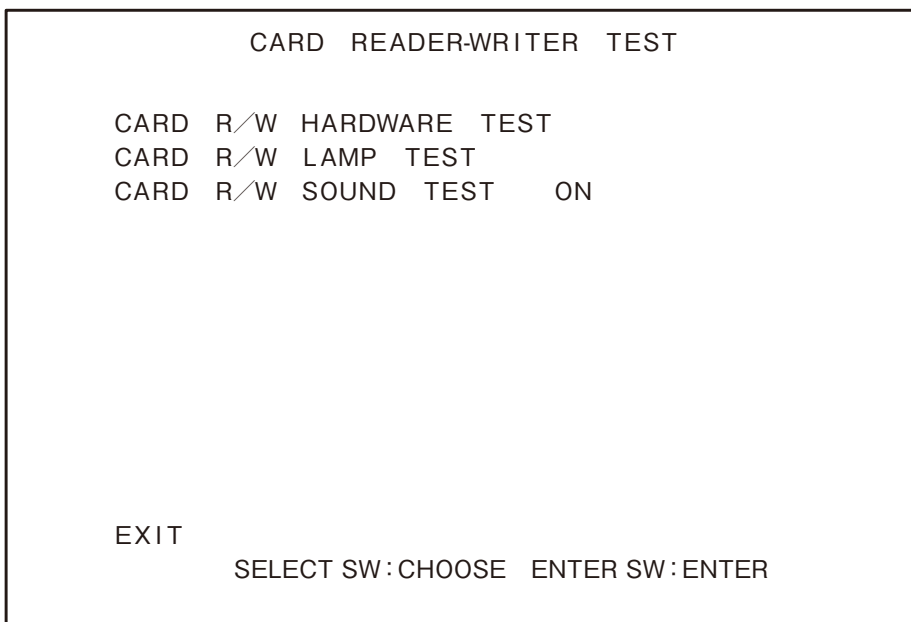 CARD READER-WRITER TEST
CARD R/W HARDWARE TEST
CARD R/W LAMP TEST
CARD R/W SOUND TEST ON
EXIT
SELECT SW:CHOOSE ENTER SW:ENTER